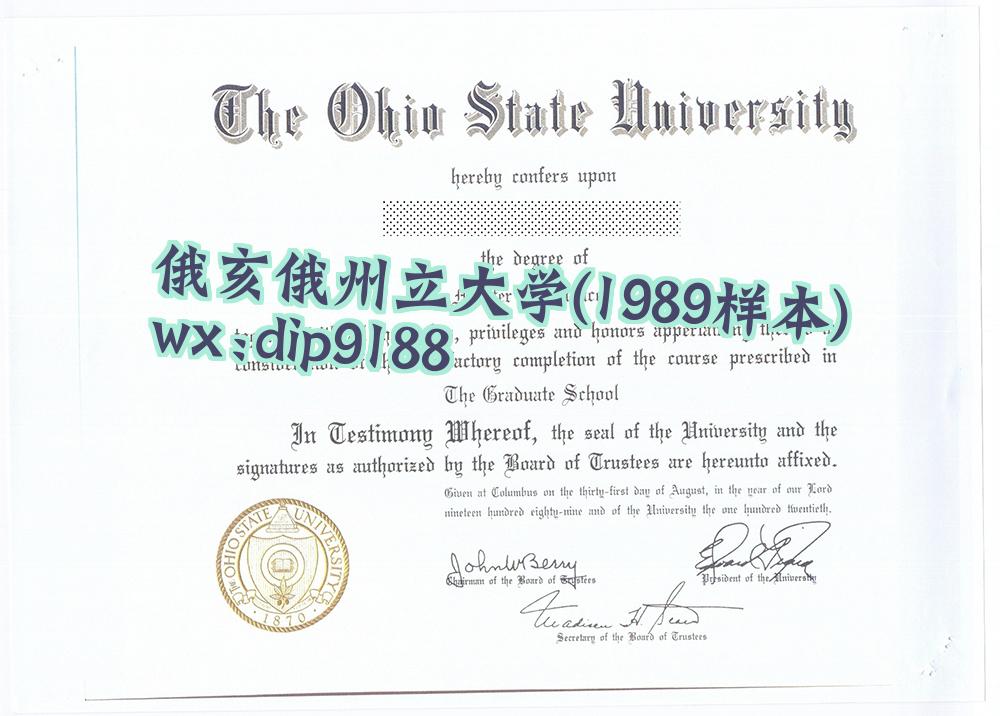 The Ohio State University
hereby confers upon
the degree of
俄亥俄州立大学(1989样本)
wx:dip9188
, privileges and honors
factory completion of the course prescribed in
The Graduate School
In Testimony Whereof, the seal of the University and the
signatures as authorized by the Board of Trustees are hereunto affixed.
Given at Columbus on the thirty-first day of August, in the year of our Lord
nineteen hundred eighty-nine and of the University the one hundred twentieth.
THE OHIO STATE UNIVERSITY
1870
John W Berry
Chairman of the Board of Trustees
President of the University
Madison H. Scott
Secretary of the Board of Trustees